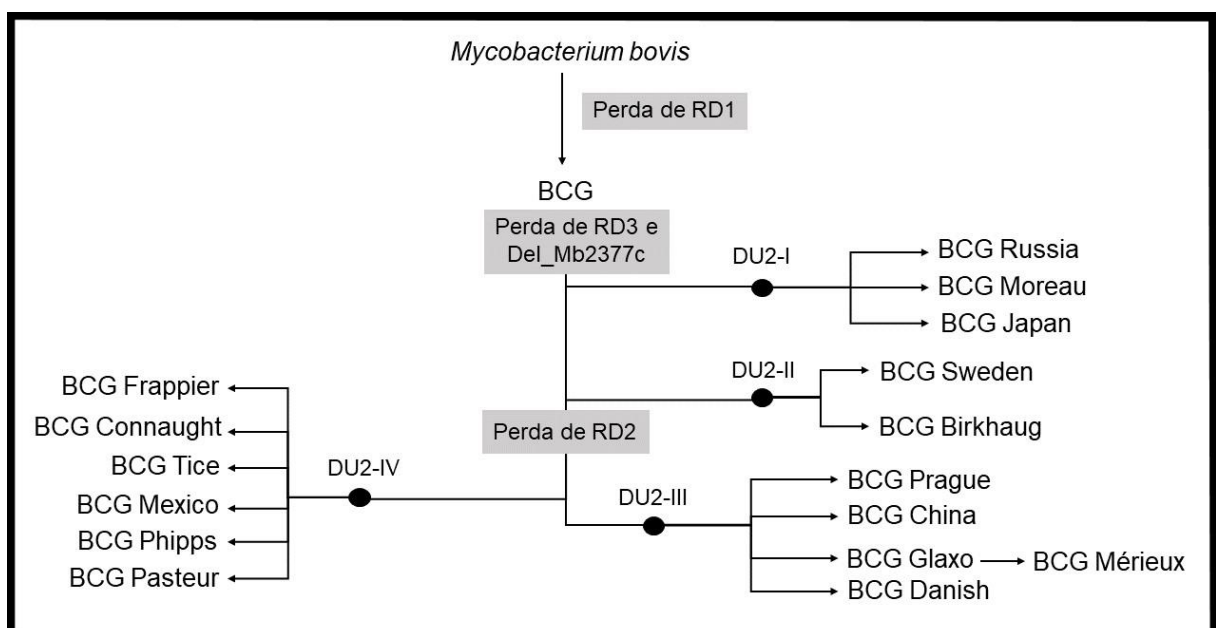 Mycobacterium bovis
Perda de RD1
BCG
Perda de RD3 e
Del_Mb2377c
DU2-I
BCG Russia
BCG Moreau
BCG Japan
DU2-II
BCG Sweden
BCG Birkhaug
Perda de RD2
BCG Frappier
BCG Connaught
BCG Tice
BCG Mexico
BCG Phipps
BCG Pasteur
DU2-IV
DU2-III
BCG Prague
BCG China
BCG Glaxo
BCG Mérieux
BCG Danish